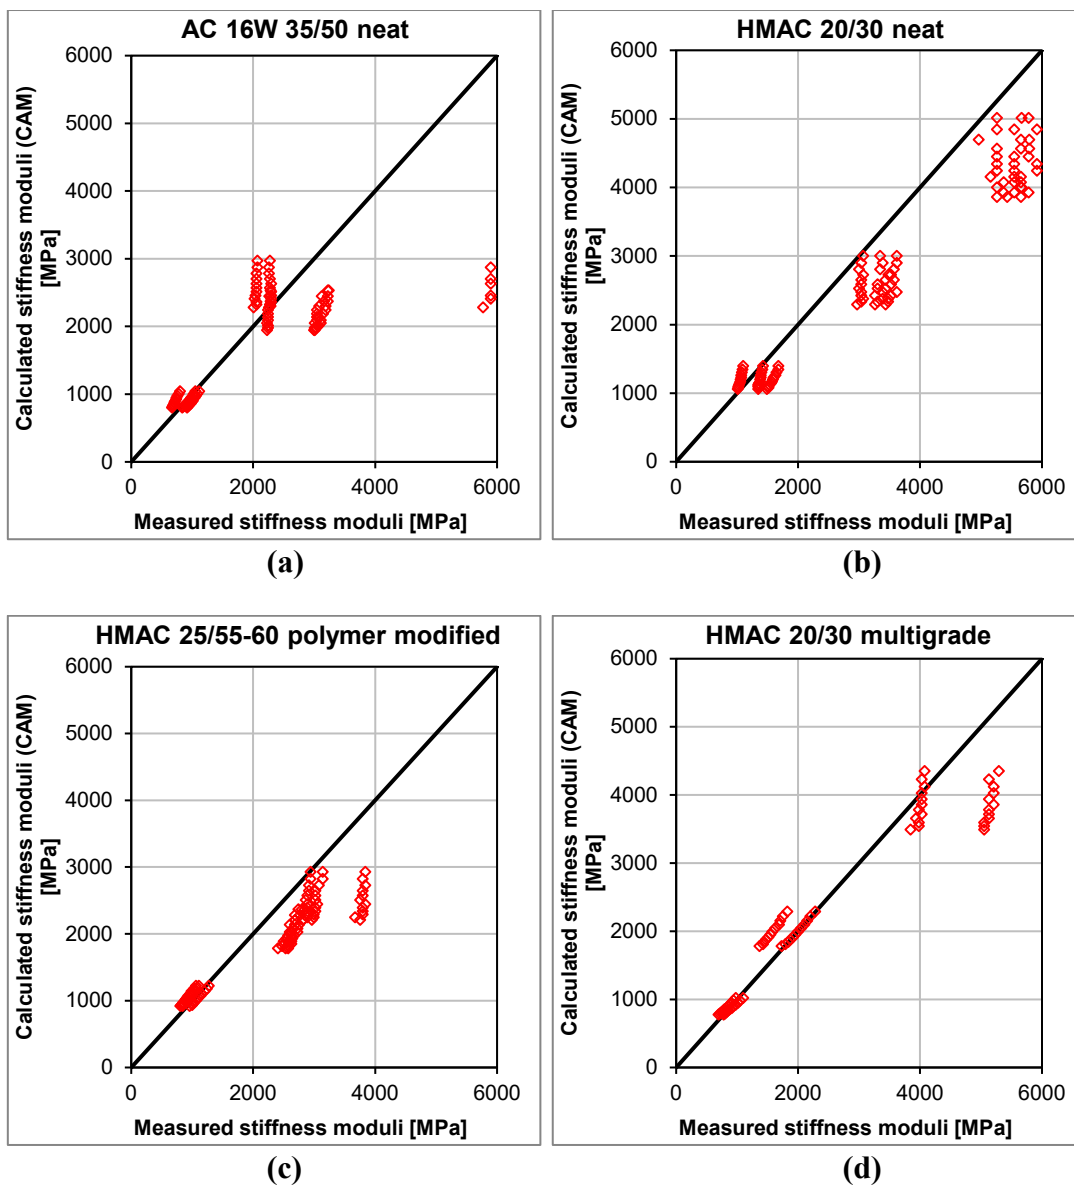 AC 16W 35/50 neat
Calculated stiffness moduli (CAM)
[MPa]
6000
5000
4000
3000
2000
1000
0
0 2000 4000 6000
Measured stiffness moduli [MPa]
(a)
HMAC 20/30 neat
Calculated stiffness moduli (CAM)
[MPa]
6000
5000
4000
3000
2000
1000
0
0 2000 4000 6000
Measured stiffness moduli [MPa]
(b)
HMAC 25/55-60 polymer modified
Calculated stiffness moduli (CAM)
[MPa]
6000
5000
4000
3000
2000
1000
0
0 2000 4000 6000
Measured stiffness moduli [MPa]
(c)
HMAC 20/30 multigrade
Calculated stiffness moduli (CAM)
[MPa]
6000
5000
4000
3000
2000
1000
0
0 2000 4000 6000
Measured stiffness moduli [MPa]
(d)